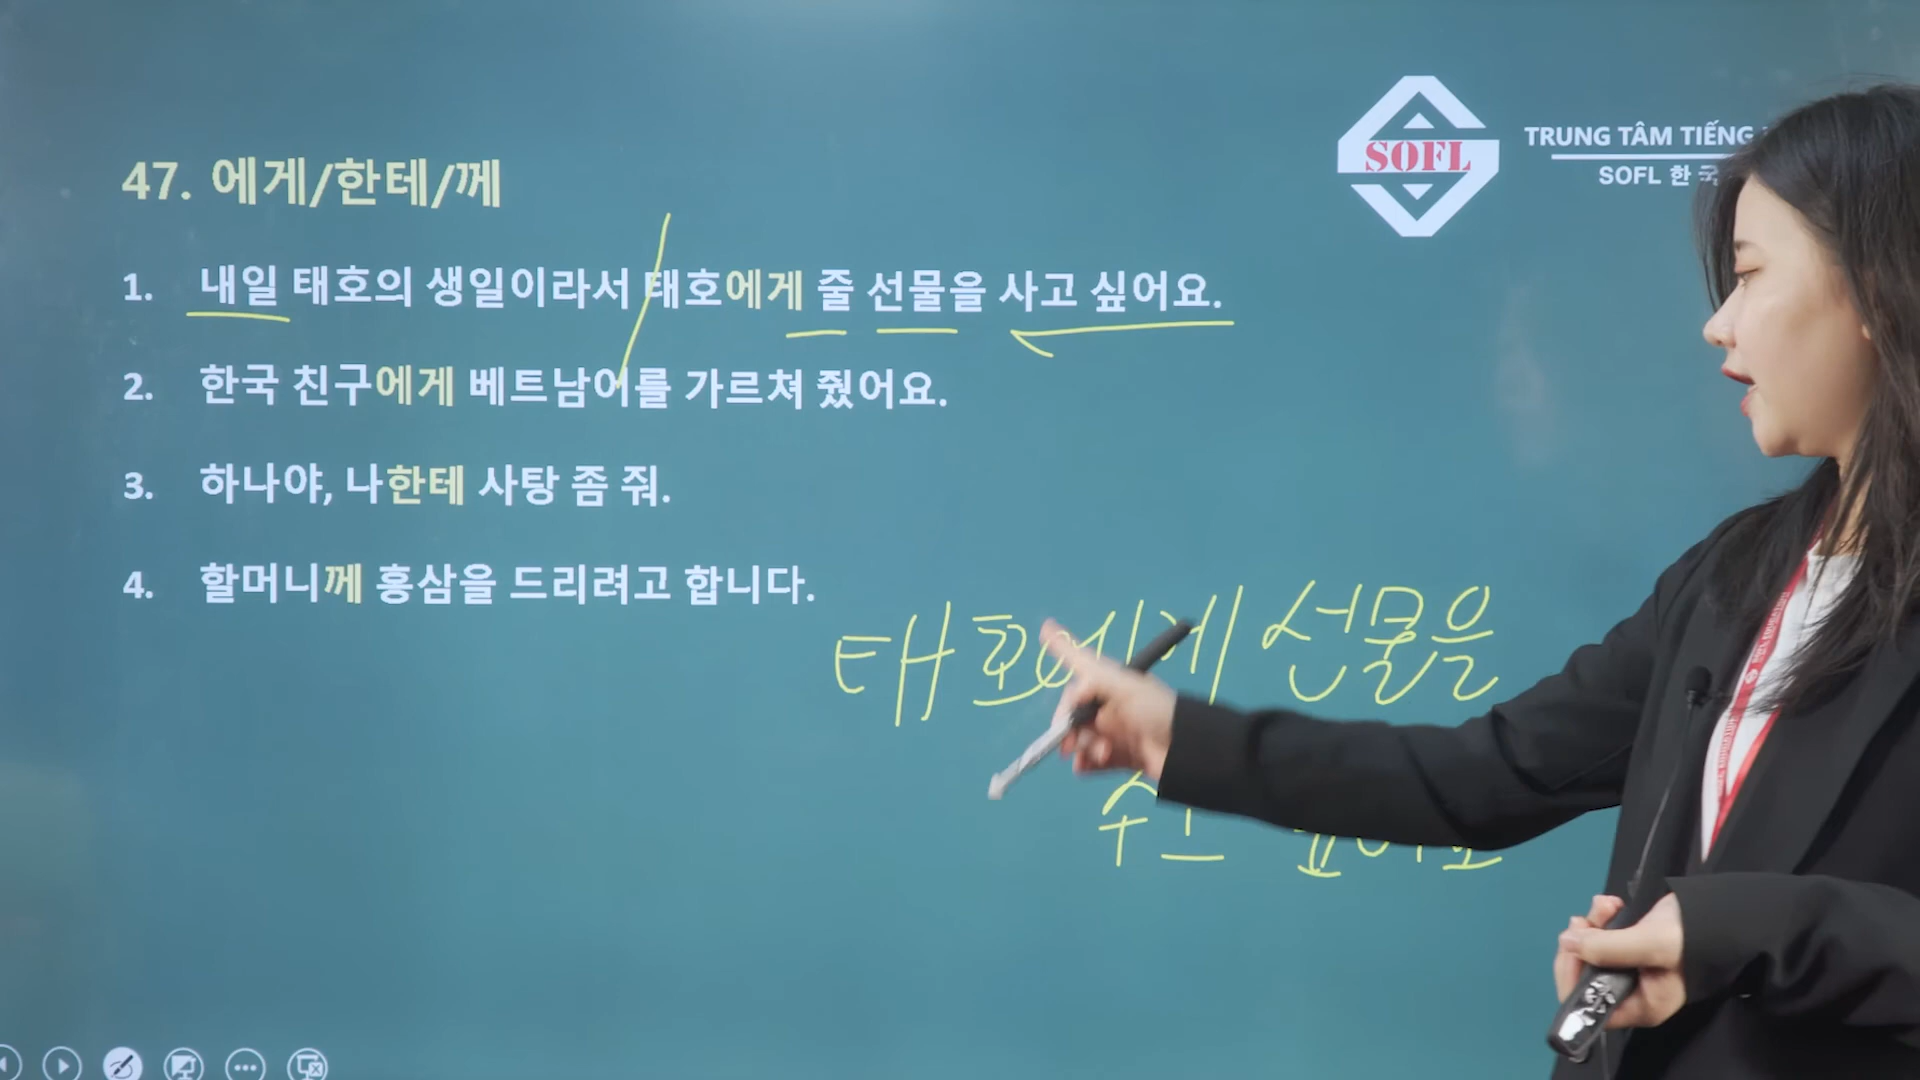 47. 에게/한테/께
SOFL
TRUNG TÂM TIẾNG
SOFL 한
1. 내일 태호의 생일이라서 태호에게 줄 선물을 사고 싶어요.
2. 한국 친구에게 베트남어를 가르쳐 줬어요.
3. 하나야, 나한테 사탕 좀 줘.
4. 할머니께 홍삼을 드리려고 합니다.
태호에게 선물을